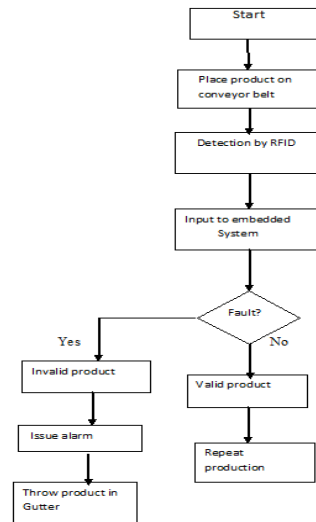 Start
Place product on
conveyor belt
Detection by RFID
Input to embedded
System
Fault?
Yes
No
Invalid product
Valid product
Issue alarm
Repeat
production
Throw product in
Gutter